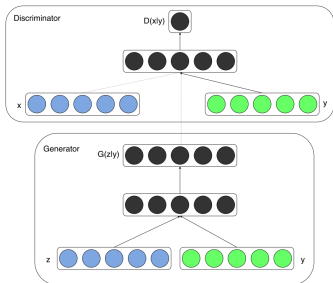 Discriminator
D(x|y)
x
y
Generator
G(z|y)
z
y